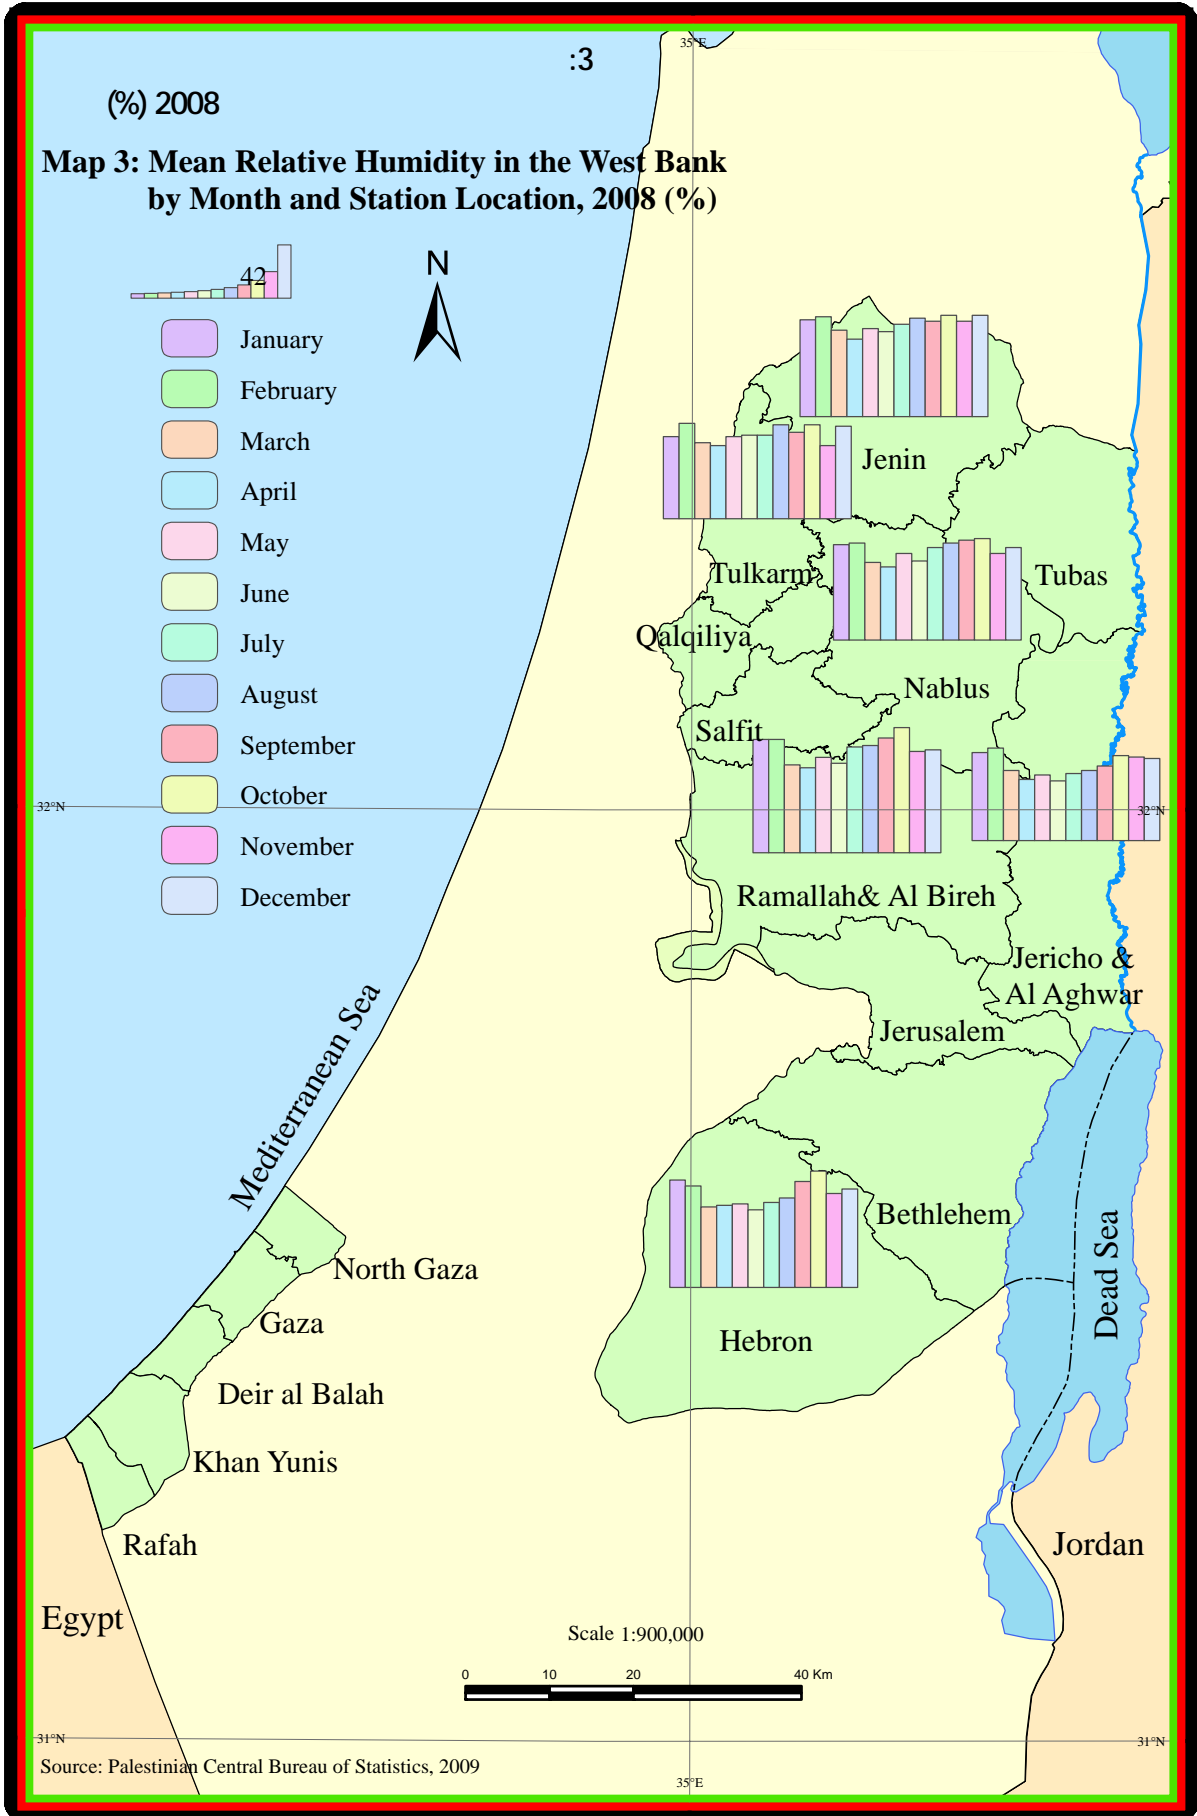 35°E
:3
(%) 2008
Map 3: Mean Relative Humidity in the West Bank
by Month and Station Location, 2008 (%)
42
N
January
February
March
April
May
June
July
August
September
October
November
December
Jenin
Tulkarm
Tubas
Qalqiliya
Nablus
Salfit
32°N
32°N
Ramallah& Al Bireh
Jericho &
Al Aghwar
Jerusalem
Mediterranean Sea
Bethlehem
Dead Sea
North Gaza
Gaza
Hebron
Deir al Balah
Khan Yunis
Rafah
Jordan
Egypt
Scale 1:900,000
0 10 20 40 Km
31°N
31°N
Source: Palestinian Central Bureau of Statistics, 2009
35°E